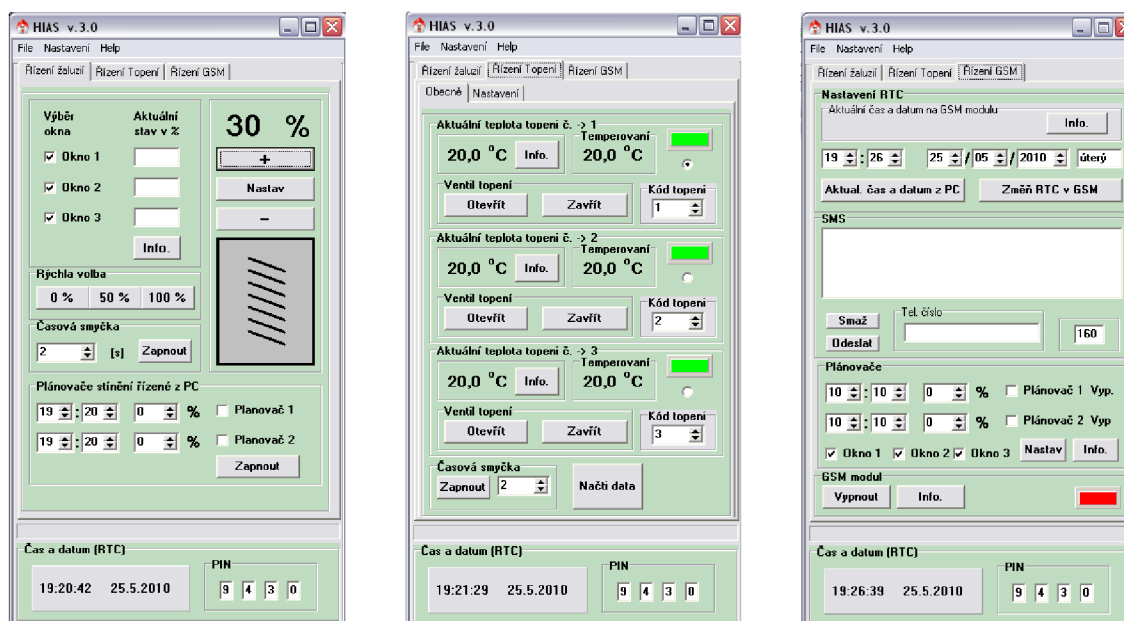 HIAS v.3.0
File Nastavení Help
Řízení žaluzií Řízení Topení Řízení GSM
Výběr okna
Aktuální stav v %
30 %
Okno 1
+
Okno 2
Nastav
Okno 3
–
Info.
Rýchla volba
0 % 50 % 100 %
Časová smyčka
2 [s] Zapnout
Plánovače stínění řízené z PC
19 : 20 0 % Planovač 1
19 : 20 0 % Planovač 2
Zapnout
Čas a datum (RTC)
19:20:42 25.5.2010
PIN
9 4 3 0
HIAS v.3.0
File Nastavení Help
Řízení žaluzií Řízení Topení Řízení GSM
Obecně Nastavení
Aktuální teplota topeni č. -> 1
Temperovaní
20,0 °C Info. 20,0 °C
Ventil topení
Kód topeni
Otevřít Zavřít 1
Aktuální teplota topeni č. -> 2
Temperovaní
20,0 °C Info. 20,0 °C
Ventil topení
Kód topeni
Otevřít Zavřít 2
Aktuální teplota topeni č. -> 3
Temperovaní
20,0 °C Info. 20,0 °C
Ventil topení
Kód topeni
Otevřít Zavřít 3
Časová smyčka
Zapnout 2 Načti data
Čas a datum (RTC)
19:21:29 25.5.2010
PIN
9 4 3 0
HIAS v.3.0
File Nastavení Help
Řízení žaluzií Řízení Topení Řízení GSM
Nastavení RTC
Aktuální čas a datum na GSM modulu
Info.
19 : 26 25 / 05 / 2010 úterý
Aktual. čas a datum z PC Změň RTC v GSM
SMS
Smaž
Tel. číslo
160
Odeslat
Plánovače
10 : 10 0 % Plánovač 1 Vyp.
10 : 10 0 % Plánovač 2 Vyp
Okno 1 Okno 2 Okno 3 Nastav Info.
GSM modul
Vypnout Info.
Čas a datum (RTC)
19:26:39 25.5.2010
PIN
9 4 3 0